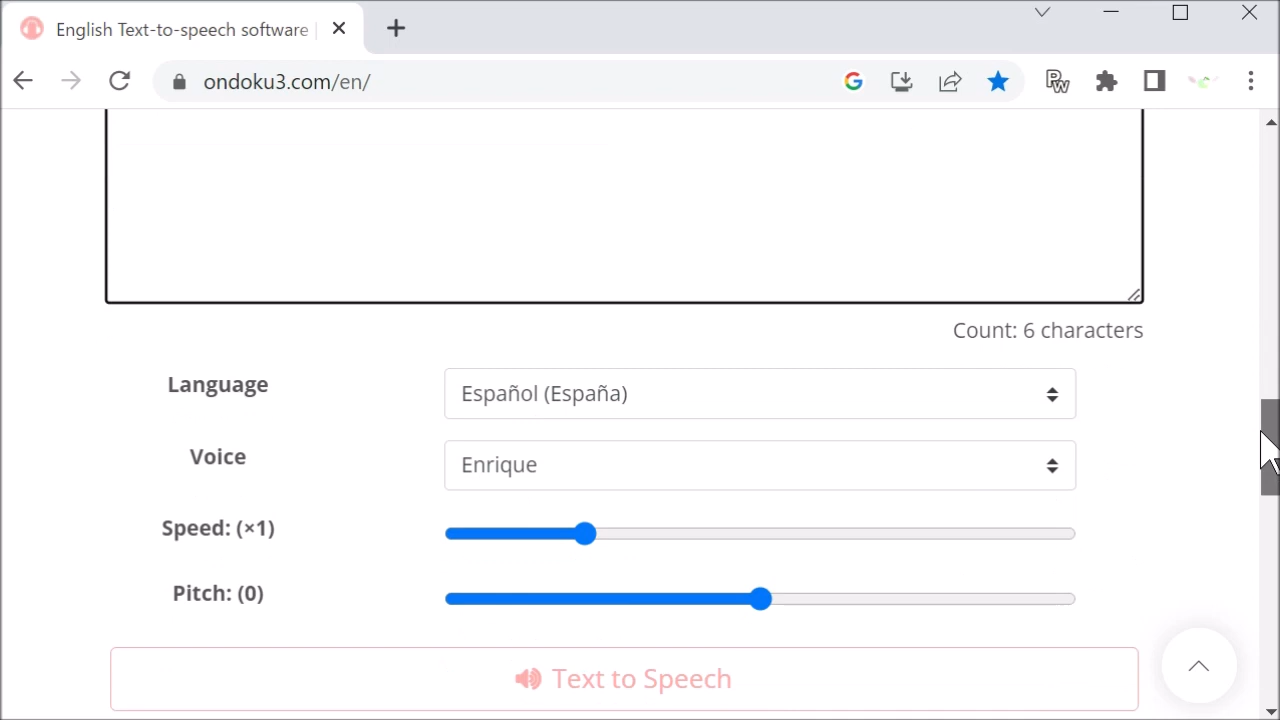 English Text-to-speech software
ondoku3.com/en/
Count: 6 characters
Language
Español (España)
Voice
Enrique
Speed: (×1)
Pitch: (0)
Text to Speech